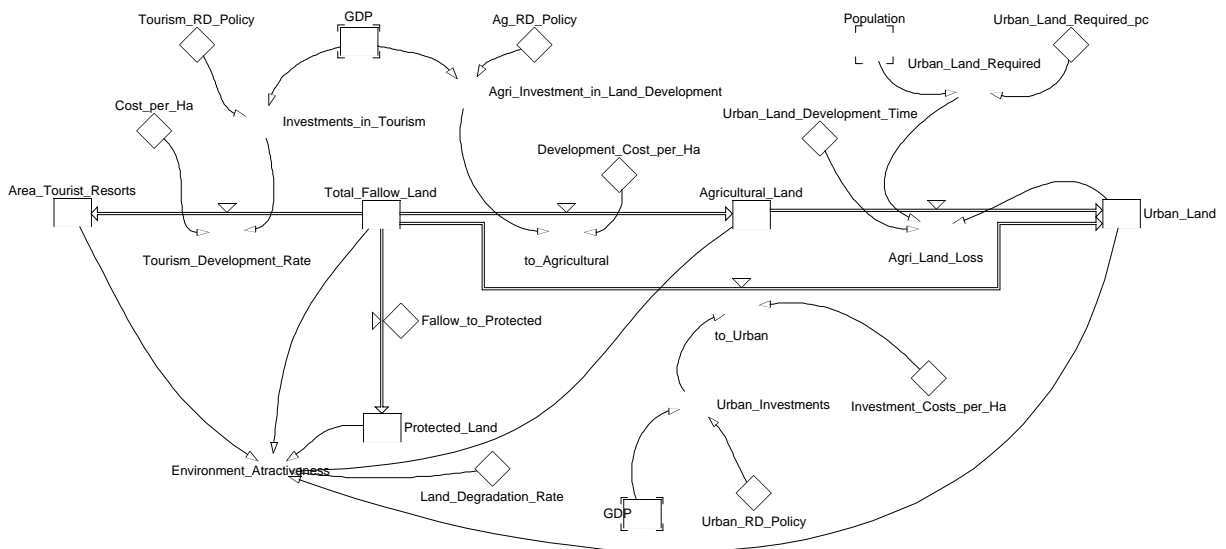 GDP
Tourism_RD_Policy
Ag_RD_Policy
Population
Urban_Land_Required_pc
Urban_Land_Required
Cost_per_Ha
Agri_Investment_in_Land_Development
Urban_Land_Development_Time
Investments_in_Tourism
Development_Cost_per_Ha
Area_Tourist_Resorts
Total_Fallow_Land
Agricultural_Land
Urban_Land
Tourism_Development_Rate
to_Agricultural
Agri_Land_Loss
Fallow_to_Protected
to_Urban
Urban_Investments
Investment_Costs_per_Ha
Protected_Land
Environment_Atractiveness
Land_Degradation_Rate
GDP
Urban_RD_Policy